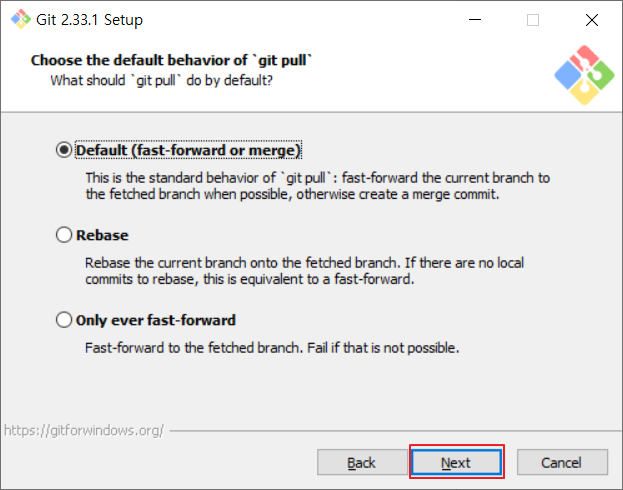 Git 2.33.1 Setup
Choose the default behavior of `git pull`
What should `git pull` do by default?
Default (fast-forward or merge)
This is the standard behavior of `git pull`: fast-forward the current branch to
the fetched branch when possible, otherwise create a merge commit.
Rebase
Rebase the current branch onto the fetched branch. If there are no local
commits to rebase, this is equivalent to a fast-forward.
Only ever fast-forward
Fast-forward to the fetched branch. Fail if that is not possible.
https://gitforwindows.org/
Back Next Cancel